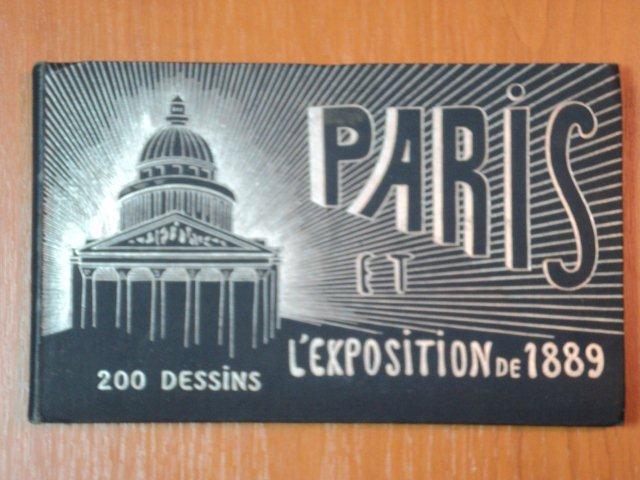 PARiS
ET
L'EXPOSiTiON DE 1889
200 DESSiNS